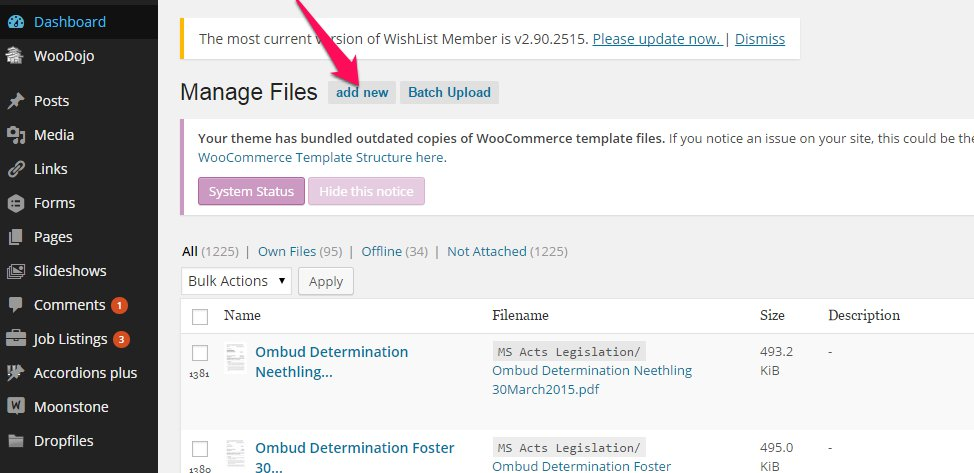 Dashboard
WooDojo
Posts
Media
Links
Forms
Pages
Slideshows
Comments 1
Job Listings 3
Accordions plus
Moonstone
Dropfiles
The most current version of WishList Member is v2.90.2515. Please update now. | Dismiss
Manage Files add new Batch Upload
Your theme has bundled outdated copies of WooCommerce template files. If you notice an issue on your site, this could be the
WooCommerce Template Structure here.
System Status Hide this notice
All (1225) | Own Files (95) | Offline (34) | Not Attached (1225)
Bulk Actions Apply
Name Filename Size Description
Ombud Determination MS Acts Legislation/ 493.2 -
1381 Neethling... Ombud Determination Neethling KiB
30March2015.pdf
Ombud Determination Foster MS Acts Legislation/ 495.0 -
1380 30... Ombud Determination Foster KiB